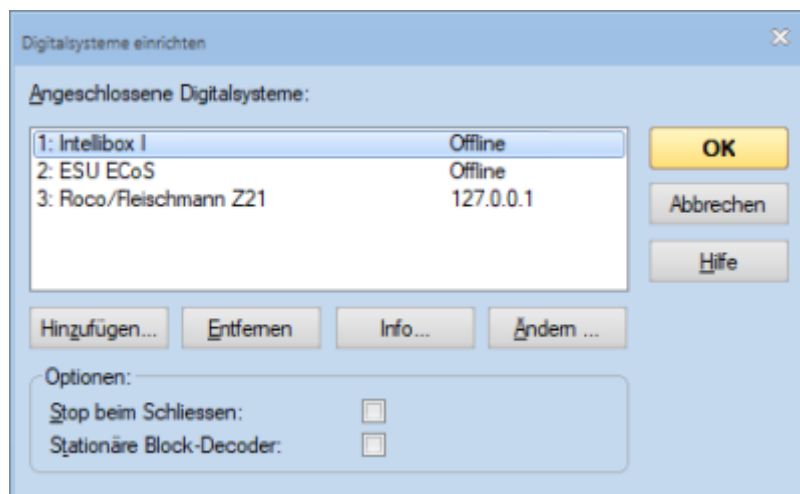 Digitalsysteme einrichten
Angeschlossene Digitalsysteme:
1: Intellibox I Offline
2: ESU ECoS Offline
3: Roco/Fleischmann Z21 127.0.0.1
OK
Abbrechen
Hilfe
Hinzufügen... Entfernen Info... Ändern ...
Optionen:
Stop beim Schliessen:
Stationäre Block-Decoder: